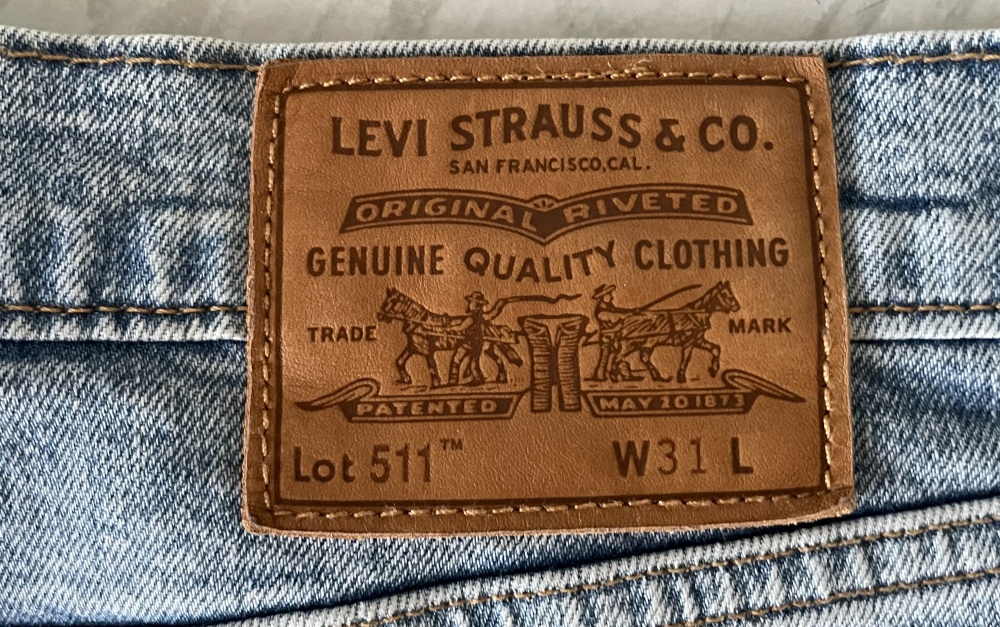 LEVI STRAUSS & CO.
SAN FRANCISCO, CAL.
ORIGINAL RIVETED
GENUINE QUALITY CLOTHING
TRADE MARK
PATENTED MAY 20 1873
Lot 511™ W31 L